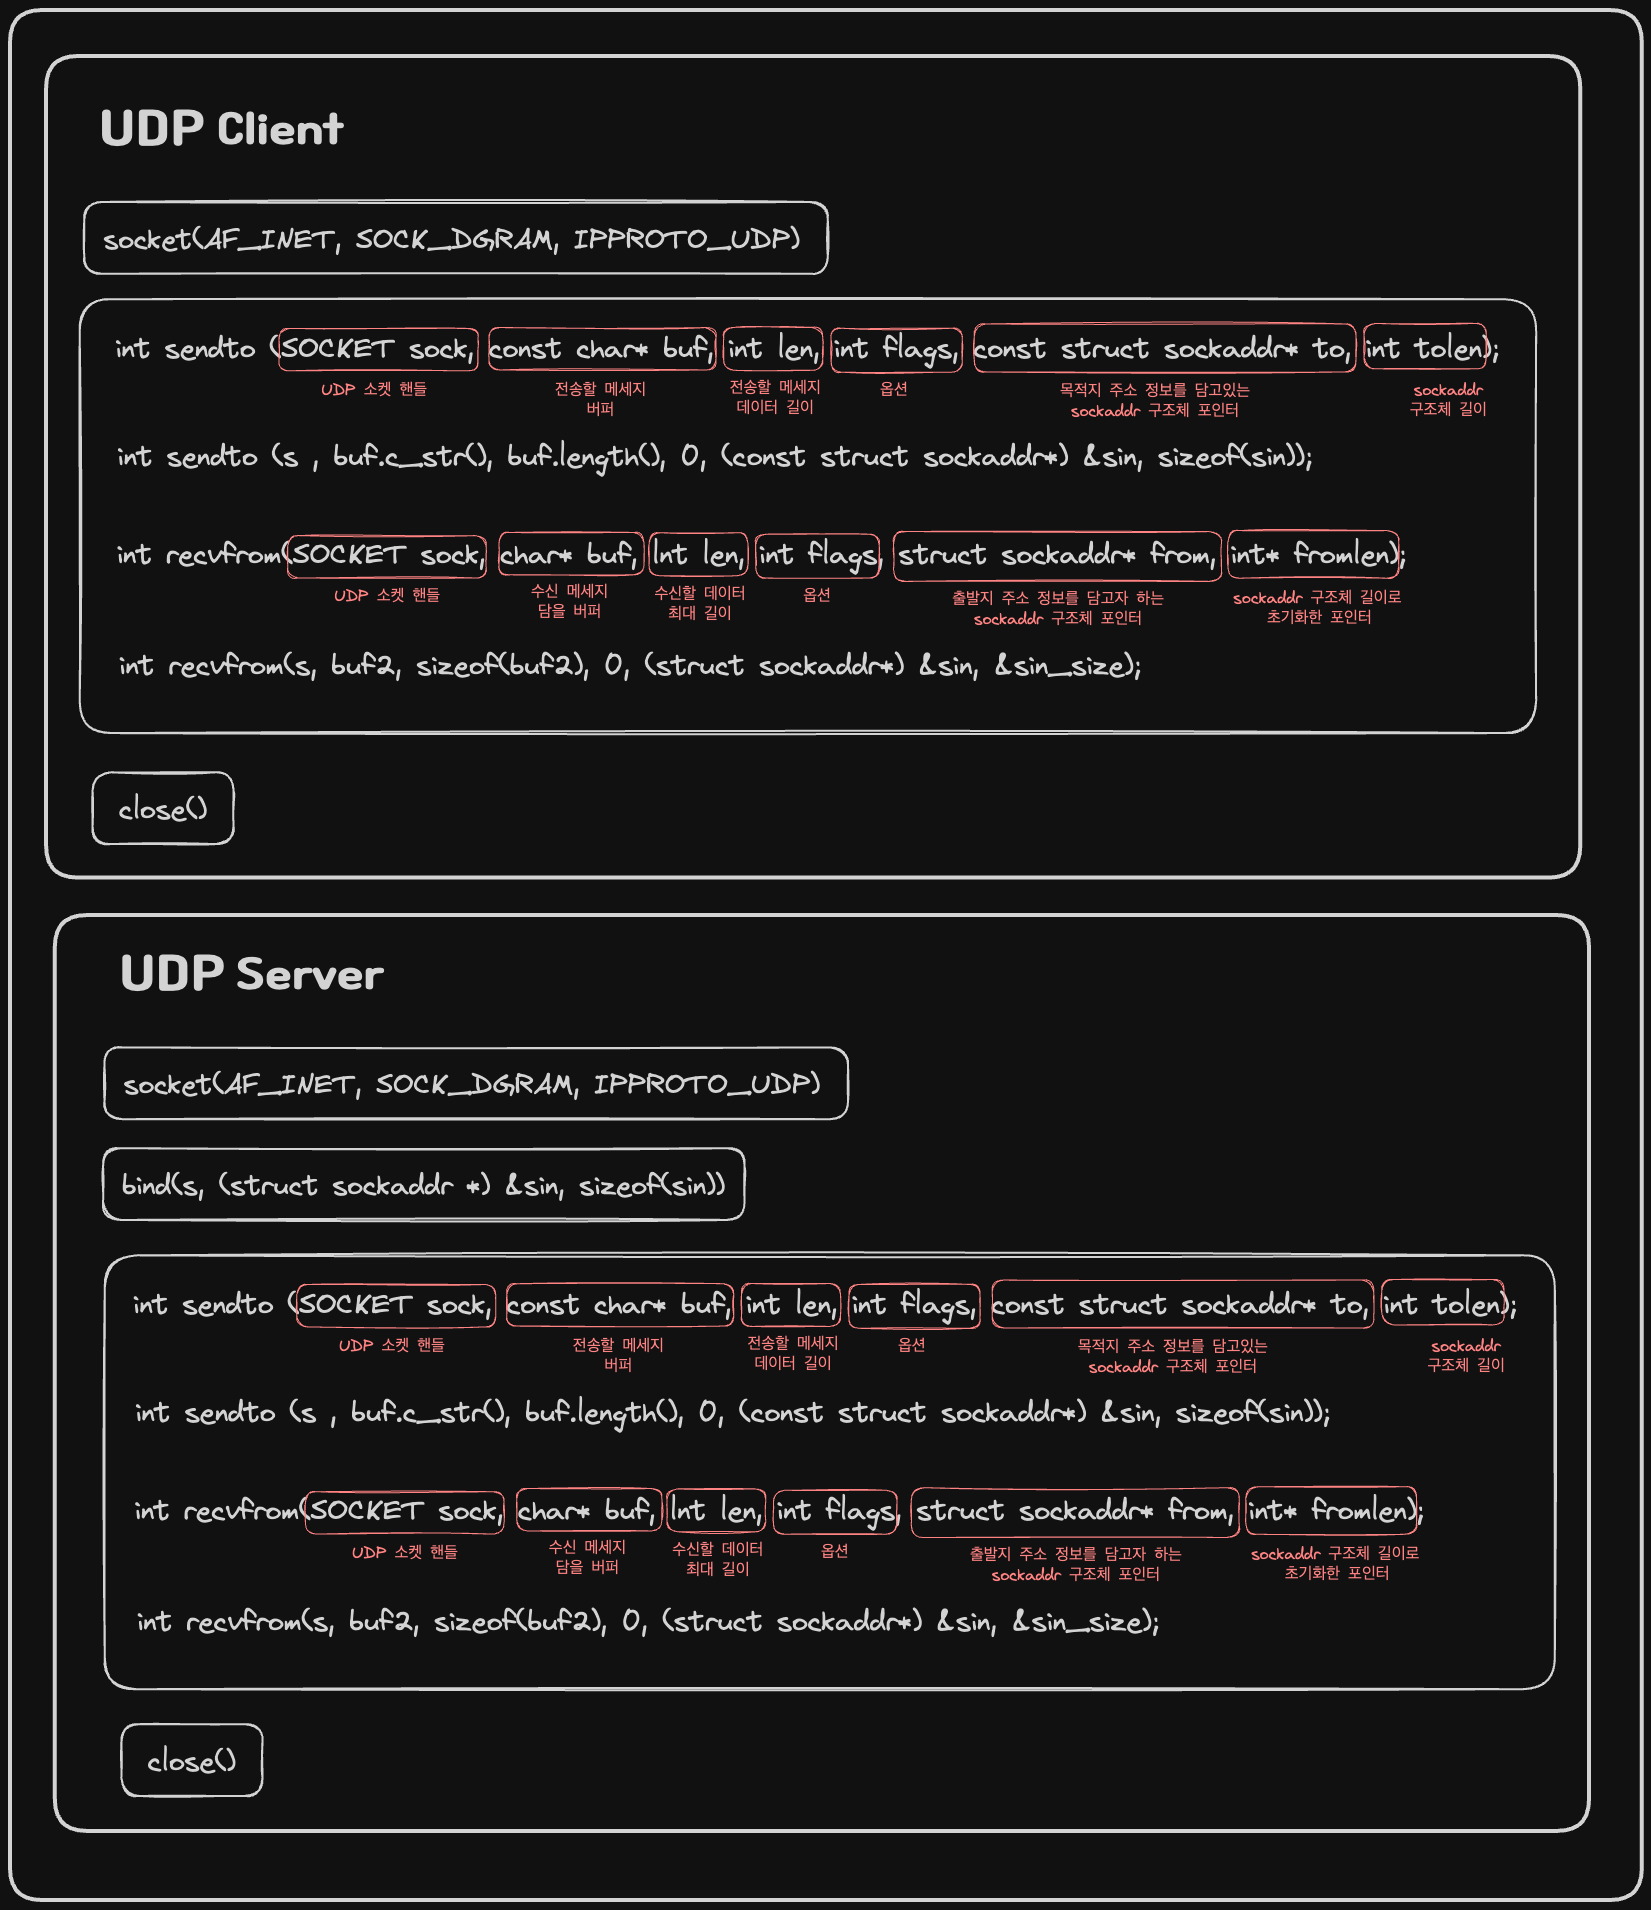 UDP Client
socket(AF_INET, SOCK_DGRAM, IPPROTO_UDP)
int sendto (SOCKET sock, const char* buf, int len, int flags, const struct sockaddr* to, int tolen);
UDP 소켓 핸들 전송할 메세지 전송할 메세지 옵션 목적지 주소 정보를 담고있는 sockaddr
버퍼 데이터 길이 sockaddr 구조체 포인터 구조체 길이
int sendto (s , buf.c_str(), buf.length(), 0, (const struct sockaddr*) &sin, sizeof(sin));
int recvfrom(SOCKET sock, char* buf, Int len, int flags, struct sockaddr* from, int* fromlen);
UDP 소켓 핸들 수신 메세지 수신할 데이터 옵션 출발지 주소 정보를 담고자 하는 sockaddr 구조체 길이로
담을 버퍼 최대 길이 sockaddr 구조체 포인터 초기화한 포인터
int recvfrom(s, buf2, sizeof(buf2), 0, (struct sockaddr*) &sin, &sin_size);
close()
UDP Server
socket(AF_INET, SOCK_DGRAM, IPPROTO_UDP)
bind(s, (struct sockaddr *) &sin, sizeof(sin))
int sendto (SOCKET sock, const char* buf, int len, int flags, const struct sockaddr* to, int tolen);
UDP 소켓 핸들 전송할 메세지 전송할 메세지 옵션 목적지 주소 정보를 담고있는 sockaddr
버퍼 데이터 길이 sockaddr 구조체 포인터 구조체 길이
int sendto (s , buf.c_str(), buf.length(), 0, (const struct sockaddr*) &sin, sizeof(sin));
int recvfrom(SOCKET sock, char* buf, Int len, int flags, struct sockaddr* from, int* fromlen);
UDP 소켓 핸들 수신 메세지 수신할 데이터 옵션 출발지 주소 정보를 담고자 하는 sockaddr 구조체 길이로
담을 버퍼 최대 길이 sockaddr 구조체 포인터 초기화한 포인터
int recvfrom(s, buf2, sizeof(buf2), 0, (struct sockaddr*) &sin, &sin_size);
close()